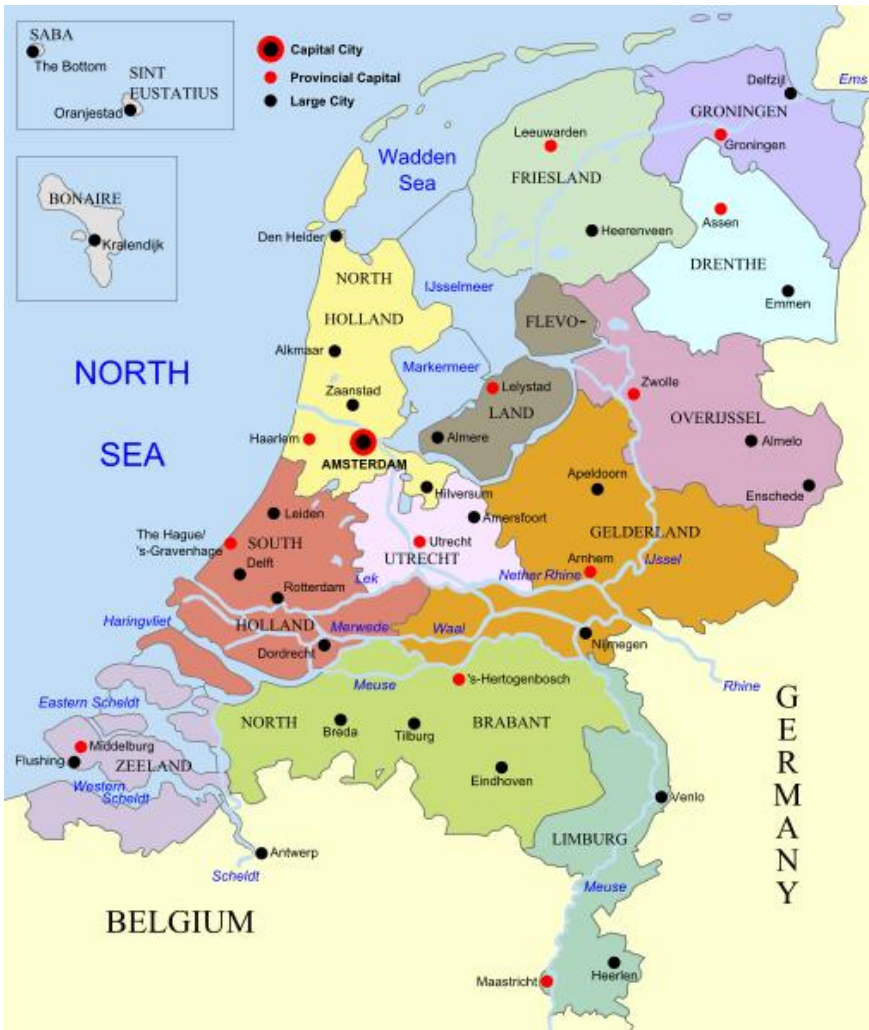 SABA
The Bottom
SINT
EUSTATIUS
Oranjestad
BONAIRE
Kralendijk
Capital City
Provincial Capital
Large City
Wadden
Sea
NORTH
SEA
Delfzijl
Ems
GRONINGEN
Groningen
Leeuwarden
FRIESLAND
Heerenveen
Assen
DRENTHE
Emmen
Den Helder
NORTH
HOLLAND
IJsselmeer
Alkmaar
Zaanstad
Markermeer
Haarlem
AMSTERDAM
Hilversum
FLEVO-
LAND
Lelystad
Almere
Zwolle
OVERIJSSEL
Almelo
Enschede
Apeldoorn
GELDERLAND
Arnhem
IJssel
Nether Rhine
Nijmegen
Waal
Rhine
Amersfoort
Utrecht
UTRECHT
Leiden
The Hague/
's-Gravenhage
SOUTH
Delft
Lek
Rotterdam
HOLLAND
Merwede
Haringvliet
Dordrecht
Meuse
's-Hertogenbosch
NORTH
BRABANT
Breda
Tilburg
Eindhoven
Eastern Scheldt
Middelburg
Flushing
ZEELAND
Western
Scheldt
Antwerp
Scheldt
Venlo
LIMBURG
Meuse
Maastricht
Heerlen
BELGIUM
GERMANY